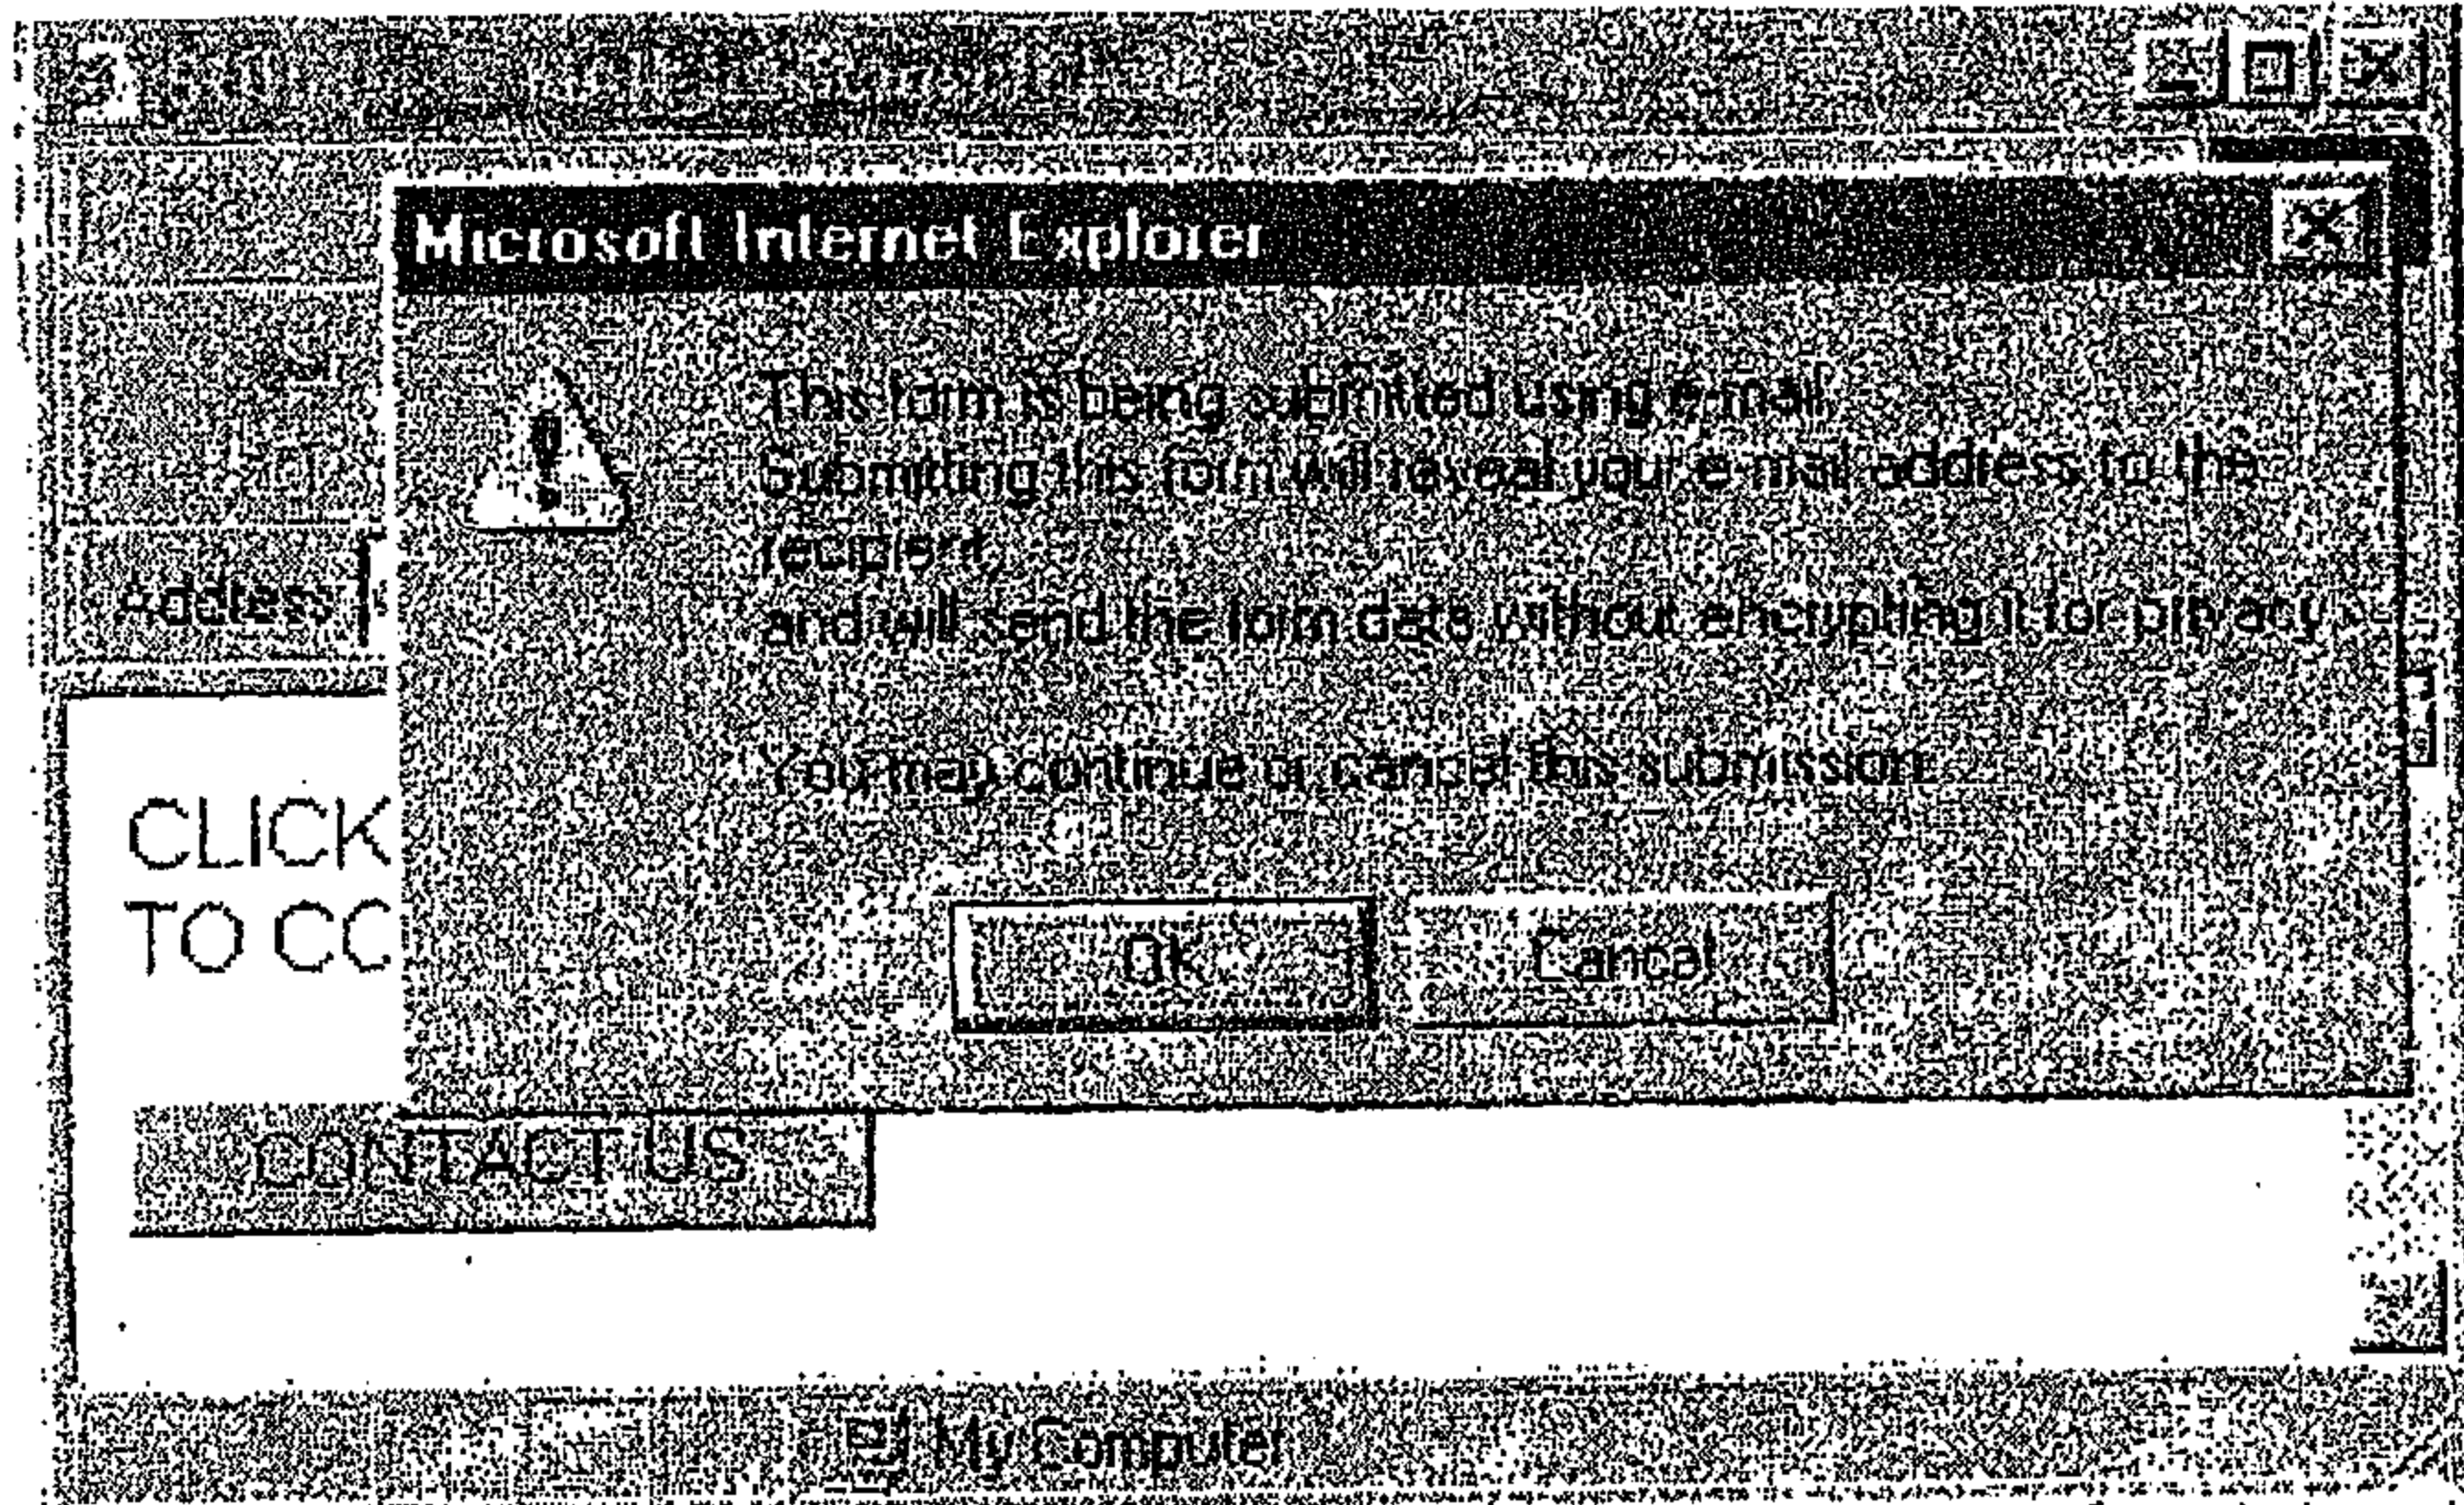 Microsoft Internet Explorer
This form is being submitted using e-mail.
Submitting this form will reveal your e-mail address to the
recipient,
and will send the form data without encrypting it for privacy
Address
You may continue or cancel this submission.
CLICK
TO CO
OK Cancel
CONTACT US
My Computer